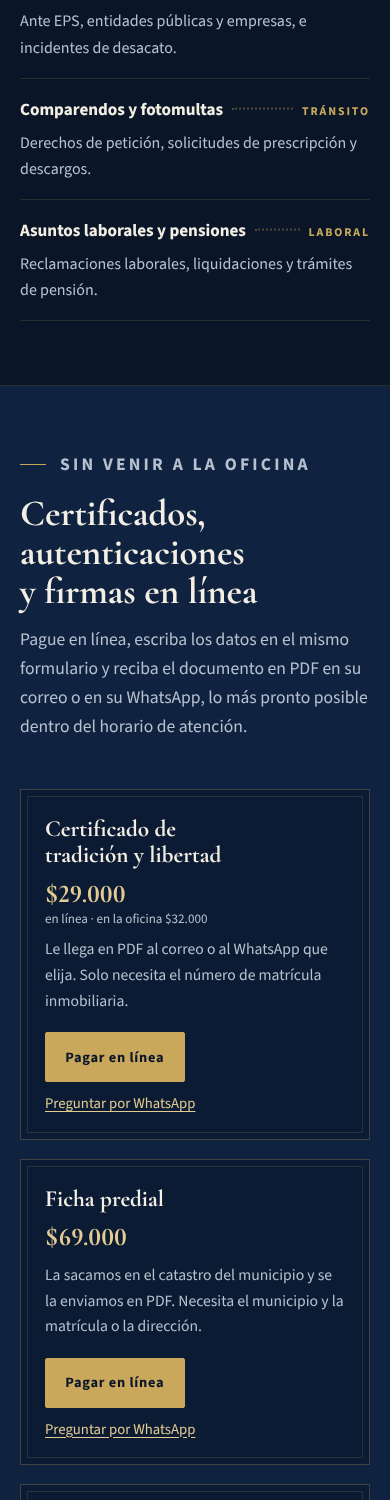 Ante EPS, entidades públicas y empresas, e
incidentes de desacato.
Comparendos y fotomultas TRÁNSITO
Derechos de petición, solicitudes de prescripción y
descargos.
Asuntos laborales y pensiones LABORAL
Reclamaciones laborales, liquidaciones y trámites
de pensión.
SIN VENIR A LA OFICINA
Certificados,
autenticaciones
y firmas en línea
Pague en línea, escriba los datos en el mismo
formulario y reciba el documento en PDF en su
correo o en su WhatsApp, lo más pronto posible
dentro del horario de atención.
Certificado de
tradición y libertad
$29.000
en línea · en la oficina $32.000
Le llega en PDF al correo o al WhatsApp que
elija. Solo necesita el número de matrícula
inmobiliaria.
Pagar en línea
Preguntar por WhatsApp
Ficha predial
$69.000
La sacamos en el catastro del municipio y se
la enviamos en PDF. Necesita el municipio y la
matrícula o la dirección.
Pagar en línea
Preguntar por WhatsApp